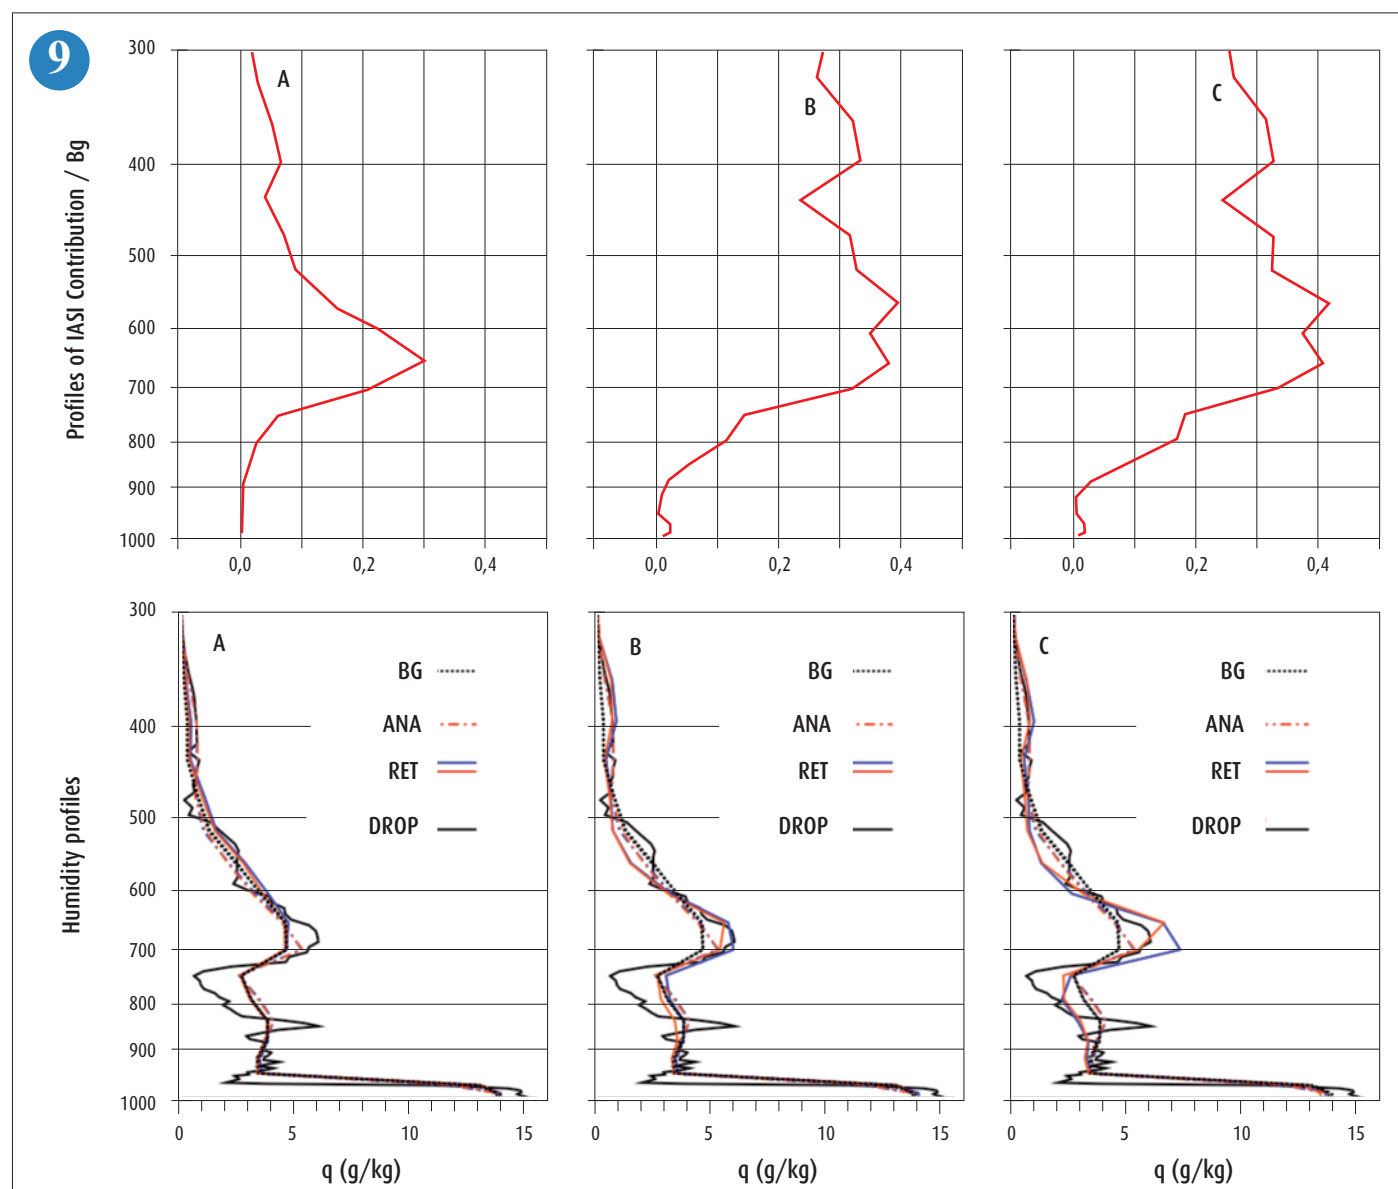 9
Profiles of IASI Contribution / Bg
300
400
500
600
700
800
900
1000
A
0,0 0,2 0,4
B
0,0 0,2 0,4
C
0,0 0,2 0,4
Humidity profiles
300
400
500
600
700
800
900
1000
A
BG
ANA
RET
DROP
0 5 10 15
q (g/kg)
B
BG
ANA
RET
DROP
0 5 10 15
q (g/kg)
C
BG
ANA
RET
DROP
0 5 10 15
q (g/kg)